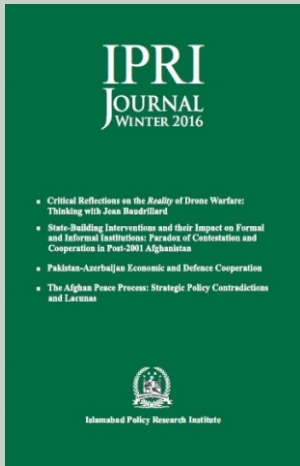 IPRI
JOURNAL
WINTER 2016
Critical Reflections on the Reality of Drone Warfare:
Thinking with Jean Baudrillard
State-Building Interventions and their Impact on Formal
and Informal Institutions: Paradox of Contestation and
Cooperation in Post-2001 Afghanistan
Pakistan-Azerbaijan Economic and Defence Cooperation
The Afghan Peace Process: Strategic Policy Contradictions
and Lacunas
Islamabad Policy Research Institute